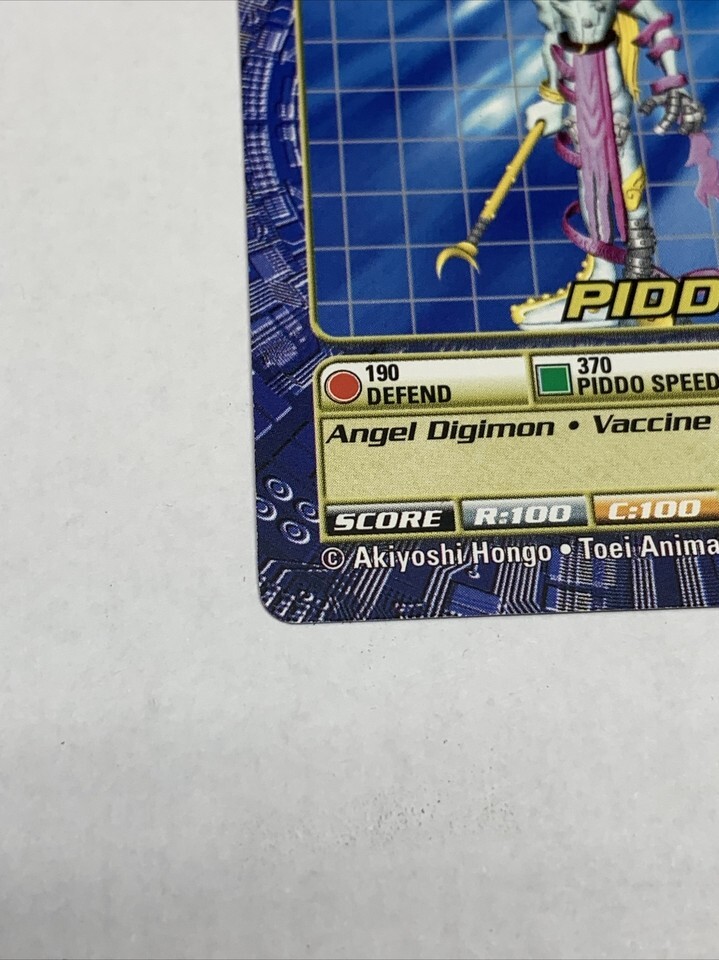 PIDD
190
DEFEND
370
PIDDO SPEED
Angel Digimon • Vaccine
SCORE R:100 C:100
© Akiyoshi Hongo • Toei Anima